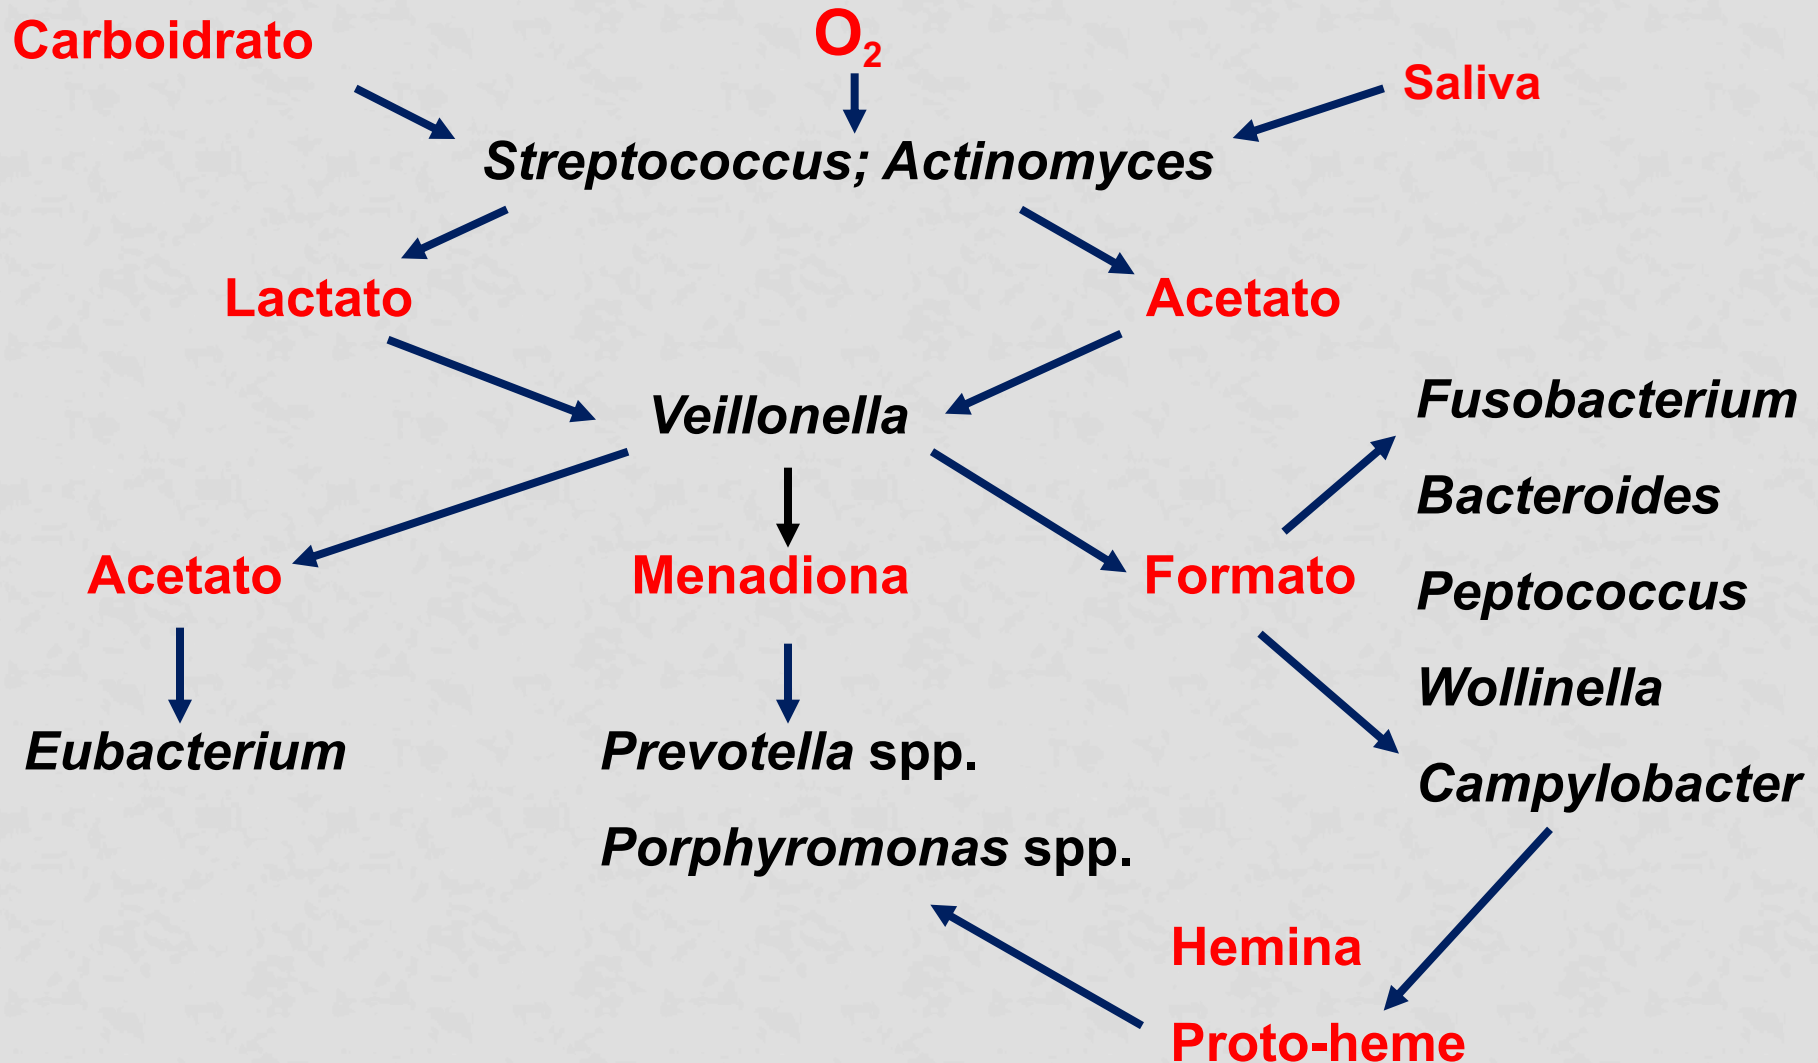 Carboidrato
O₂
Saliva
Streptococcus; Actinomyces
Lactato
Acetato
Veillonella
Fusobacterium
Bacteroides
Peptococcus
Wollinella
Campylobacter
Acetato
Menadiona
Formato
Eubacterium
Prevotella spp.
Porphyromonas spp.
Hemina
Proto-heme